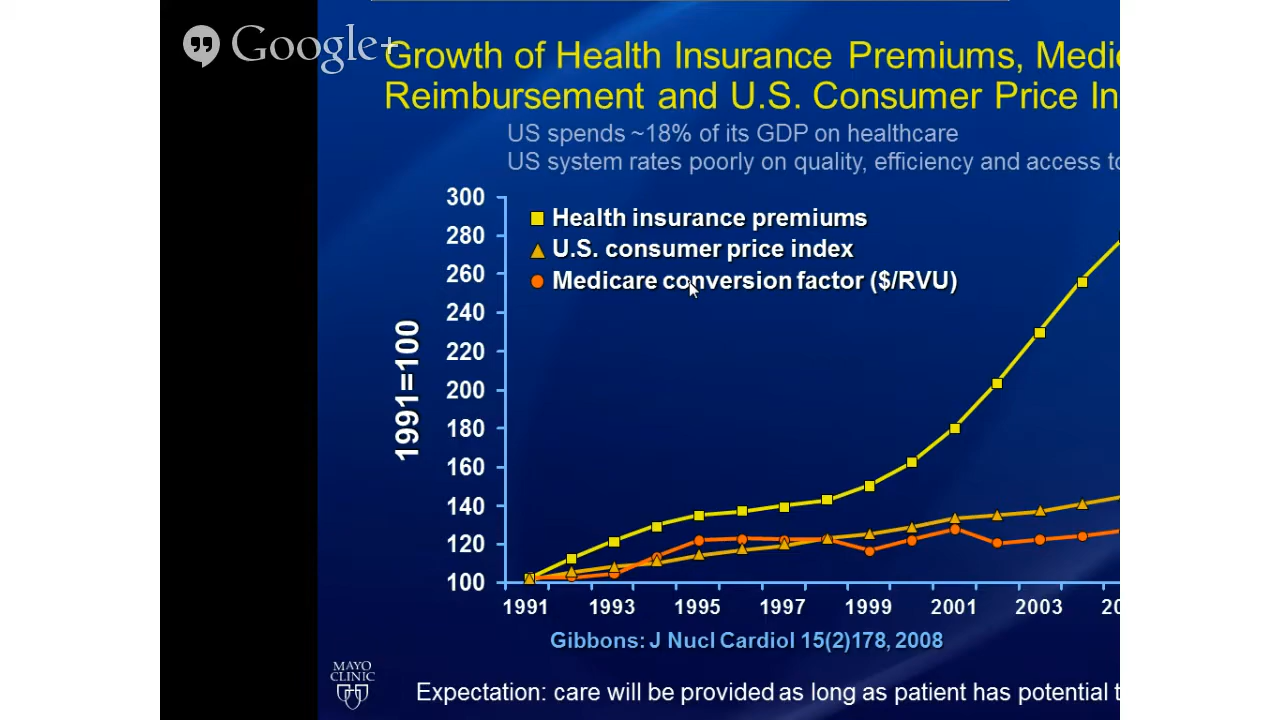 Google+
Growth of Health Insurance Premiums,
Reimbursement and U.S. Consumer Price
US spends ~18% of its GDP on healthcare
US system rates poorly on quality, efficiency and access
300
280
260
240
220
200
180
160
140
120
100
1991=100
Health insurance premiums
U.S. consumer price index
Medicare conversion factor ($/RVU)
1991 1993 1995 1997 1999 2001 2003
Gibbons: J Nucl Cardiol 15(2)178, 2008
MAYO
CLINIC
Expectation: care will be provided as long as patient has potential